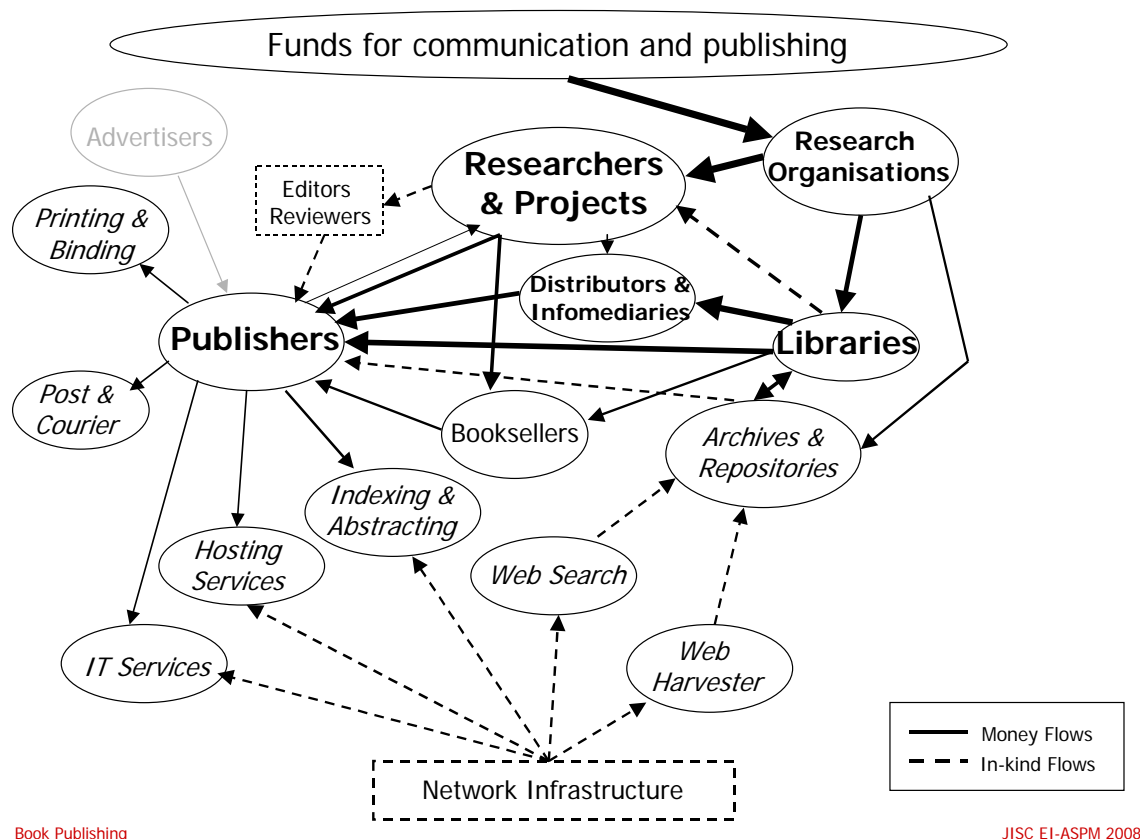 Funds for communication and publishing
Advertisers
Research
Organisations
Researchers
& Projects
Editors
Reviewers
Printing &
Binding
Distributors &
Infomediaries
Publishers
Libraries
Post &
Courier
Booksellers
Archives &
Repositories
Indexing &
Abstracting
Hosting
Services
Web Search
IT Services
Web
Harvester
Money Flows
In-kind Flows
Network Infrastructure
Book Publishing
JISC EI-ASPM 2008